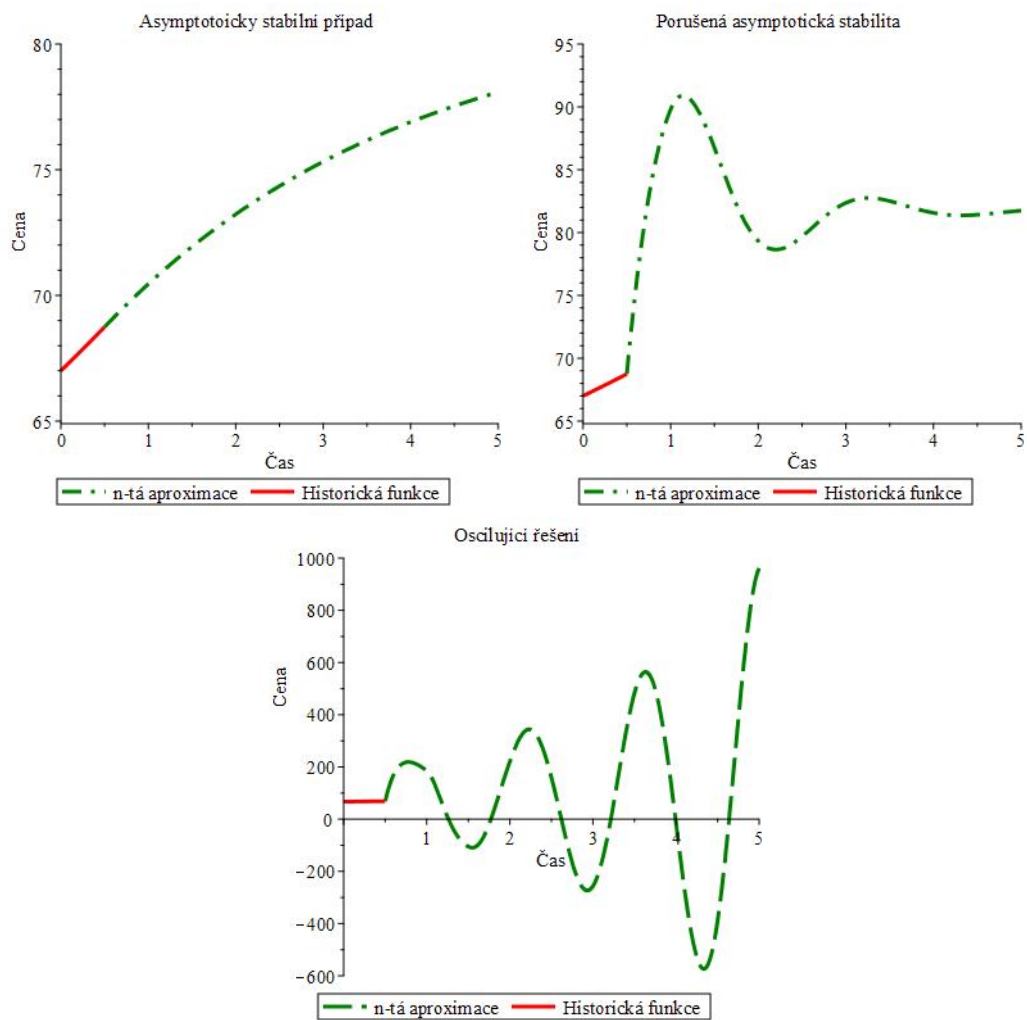 Asymptotoicky stabilní případ
80
75
70
65
Cena
0 1 2 3 4 5
Čas
n-tá aproximace Historická funkce
Porušená asymptotická stabilita
95
90
85
80
75
70
65
Cena
0 1 2 3 4 5
Čas
n-tá aproximace Historická funkce
Oscilující řešení
1000
800
600
400
200
0
−200
−400
−600
Cena
1 2 3 4 5
Čas
n-tá aproximace Historická funkce